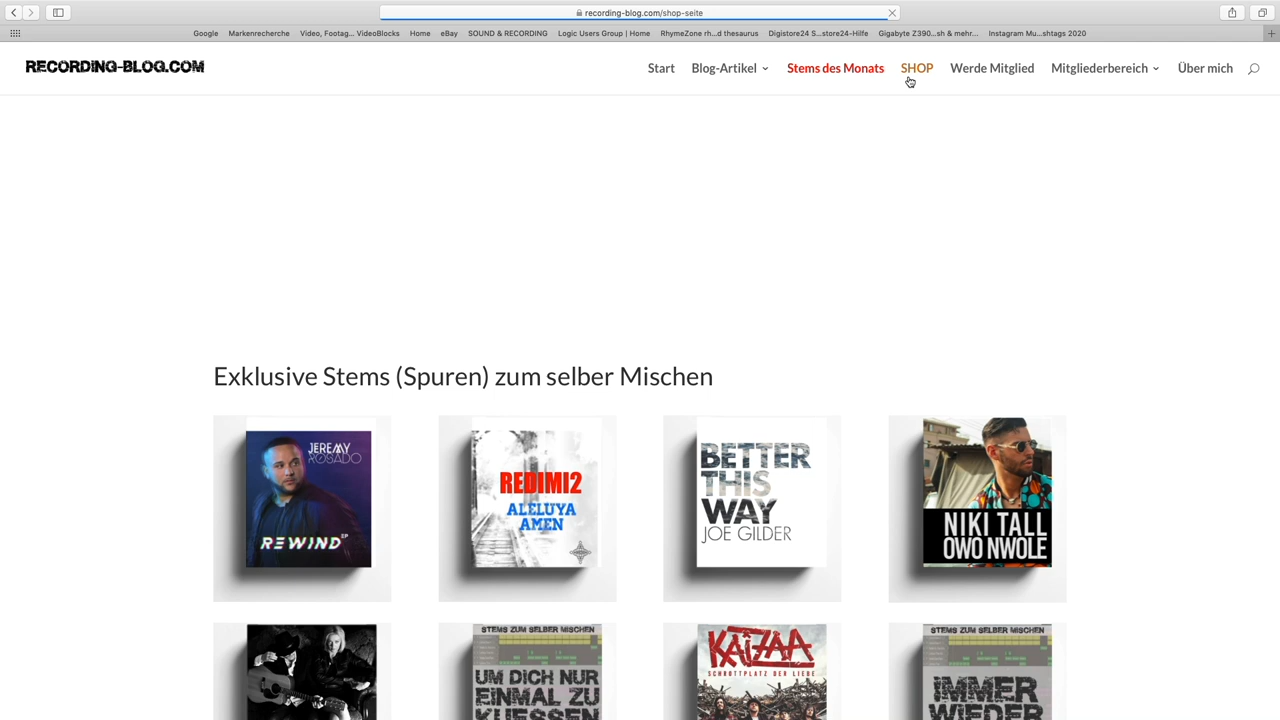 recording-blog.com/shop-seite
Google Markenrecherche Video, Footag... VideoBlocks Home eBay SOUND & RECORDING Logic Users Group | Home RhymeZone rh...d thesaurus Digistore24 S...store24-Hilfe Gigabyte Z390...sh & mehr... Instagram Mu...shtags 2020
RECORDING-BLOG.COM
Start Blog-Artikel Stems des Monats SHOP Werde Mitglied Mitgliederbereich Über mich
Exklusive Stems (Spuren) zum selber Mischen
JEREMY
ROSADO
REWIND EP
REDIMI2
ALELUYA
AMEN
BETTER
THIS
WAY
JOE GILDER
NIKI TALL
OWO NWOLE
STEMS ZUM SELBER MISCHEN
UM DICH NUR
EINMAL ZU
KUESSEN
KAIZAA
SCHROTTPLATZ DER LIEBE
STEMS ZUM SELBER MISCHEN
IMMER
WIEDER